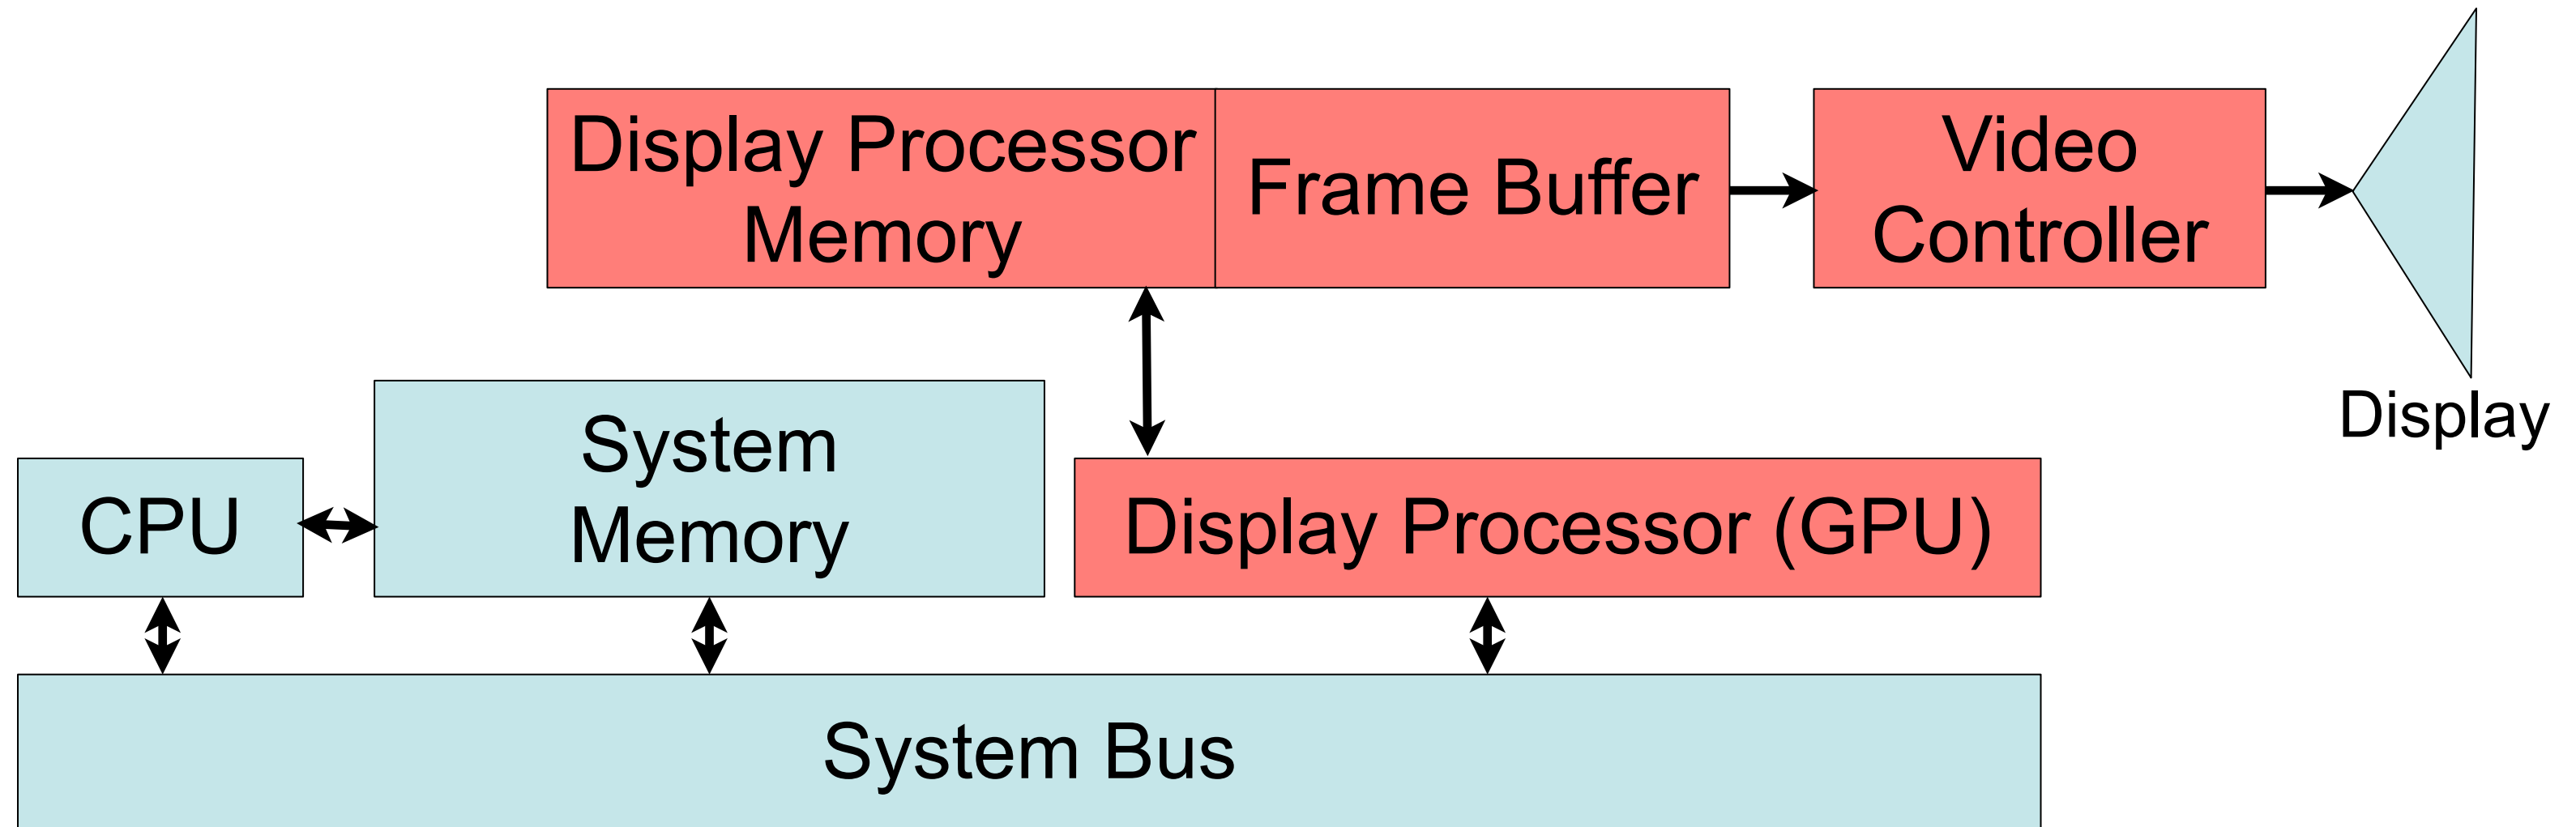 Display Processor
Memory
Frame Buffer
Video
Controller
Display
System
Memory
CPU
Display Processor (GPU)
System Bus